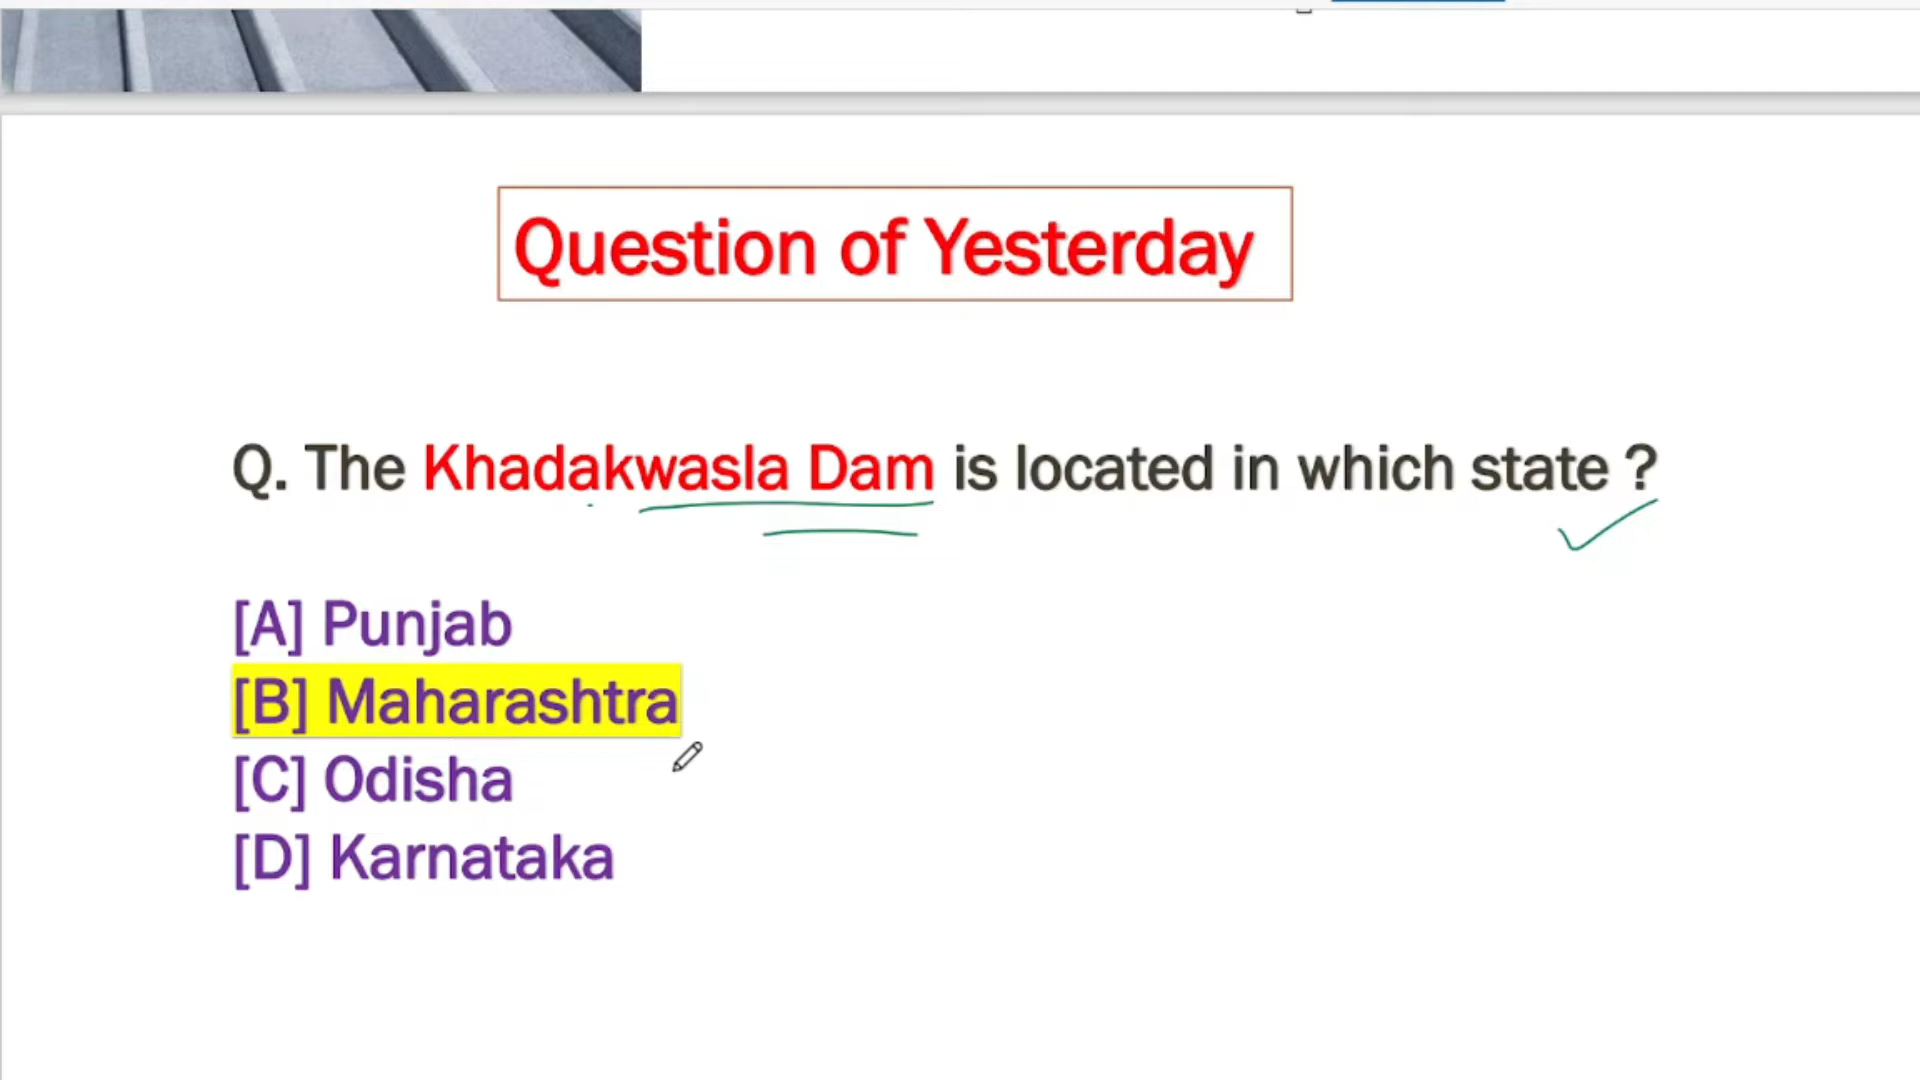 Question of Yesterday
Q. The Khadakwasla Dam is located in which state ?
[A] Punjab
[B] Maharashtra
[C] Odisha
[D] Karnataka